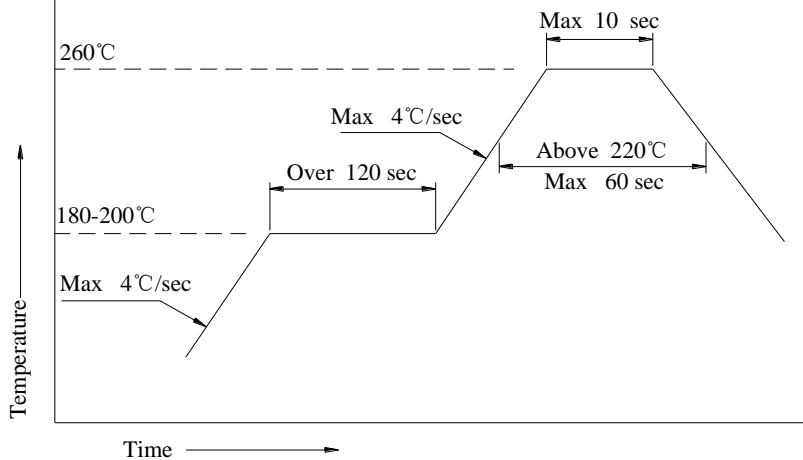 Max 10 sec
260℃
Max 4℃/sec
Above 220℃
Max 60 sec
Over 120 sec
180-200℃
Max 4℃/sec
Temperature
Time